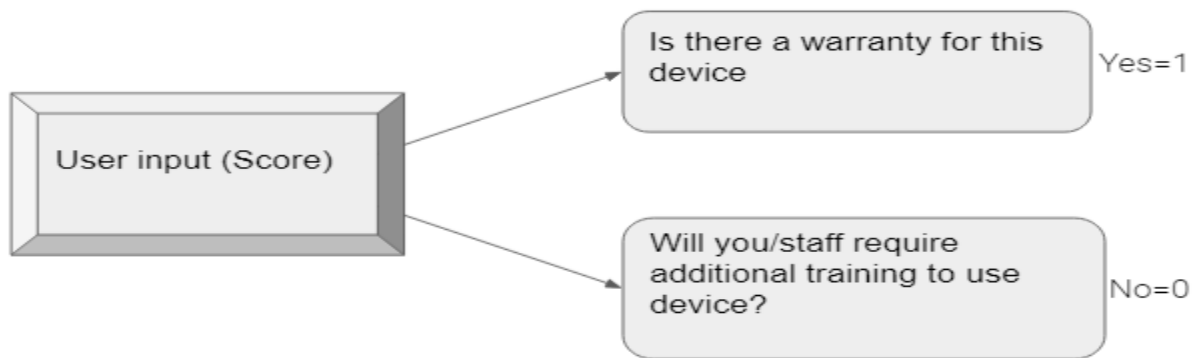 Is there a warranty for this
device
Yes=1
User input (Score)
Will you/staff require
additional training to use
device?
No=0